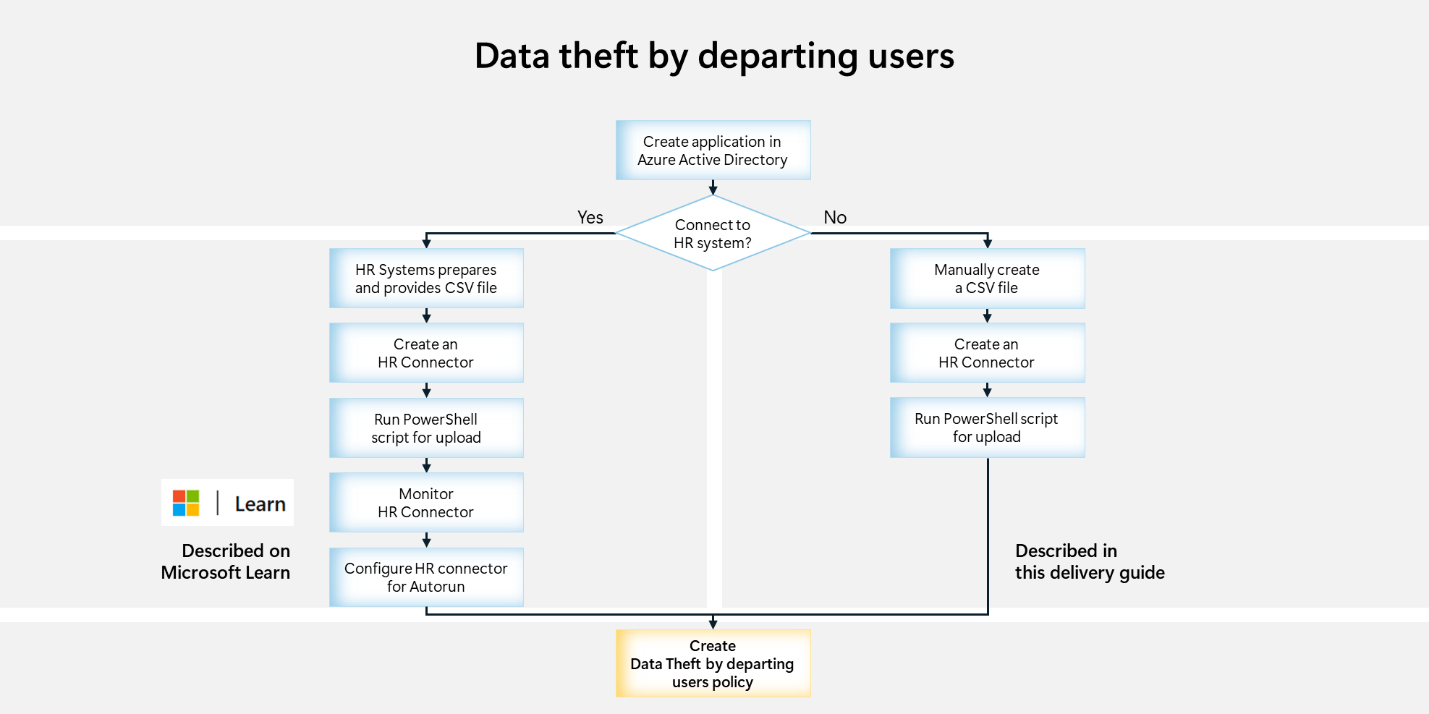 Data theft by departing users
Create application in
Azure Active Directory
Yes
Connect to
HR system?
No
HR Systems prepares
and provides CSV file
Create an
HR Connector
Run PowerShell
script for upload
Monitor
HR Connector
Configure HR connector
for Autorun
Manually create
a CSV file
Create an
HR Connector
Run PowerShell script
for upload
| Learn
Described on
Microsoft Learn
Described in
this delivery guide
Create
Data Theft by departing
users policy